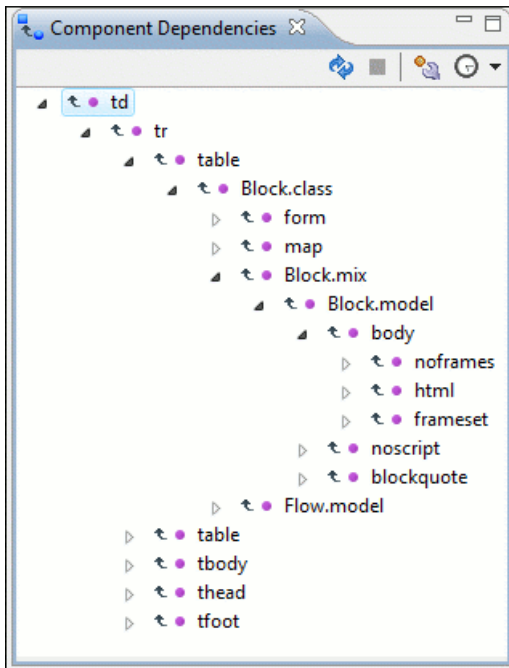 Component Dependencies
td
tr
table
Block.class
form
map
Block.mix
Block.model
body
noframes
html
frameset
noscript
blockquote
Flow.model
table
tbody
thead
tfoot